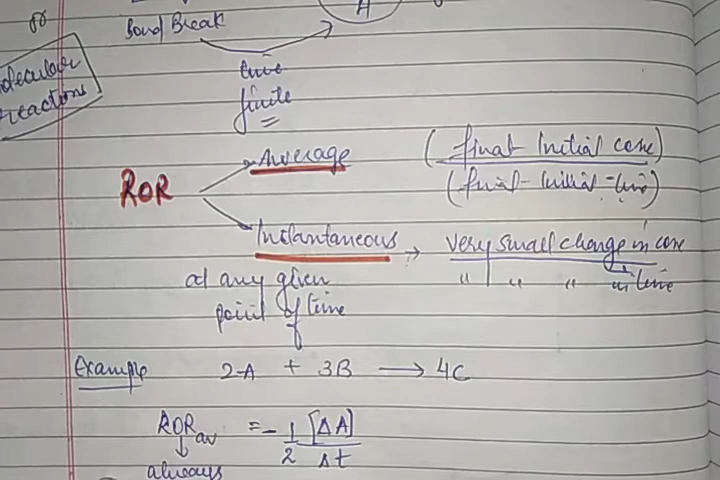 Bond Break A
Molecular reactions
time
finite
Average (final - Initial conc)
ROR (final - Initial - time)
Instantaneous → very small change in conc
at any given " " " in time
point of time
Example 2A + 3B → 4C
RORav = - 1/2 [ΔA]/Δt
always